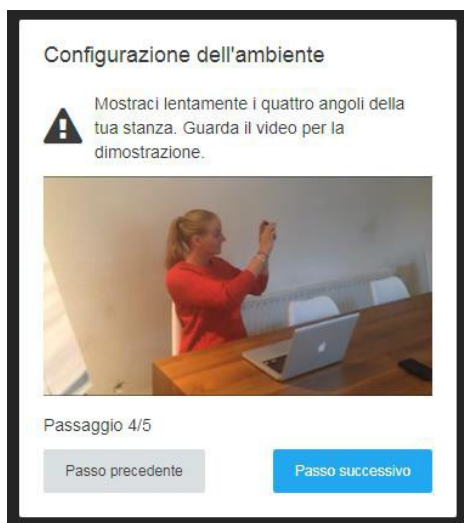 Configurazione dell'ambiente
Mostraci lentamente i quattro angoli della
tua stanza. Guarda il video per la
dimostrazione.
Passaggio 4/5
Passo precedente
Passo successivo